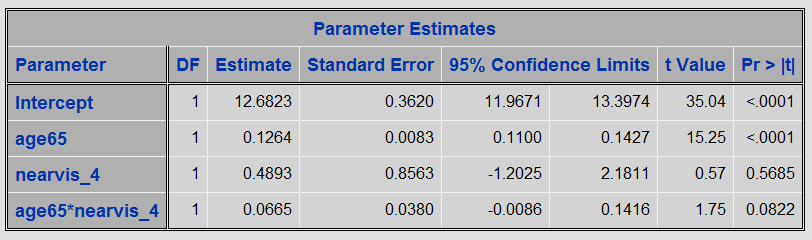 Parameter Estimates
Parameter DF Estimate Standard Error 95% Confidence Limits t Value Pr > |t|
Intercept 1 12.6823 0.3620 11.9671 13.3974 35.04 <.0001
age65 1 0.1264 0.0083 0.1100 0.1427 15.25 <.0001
nearvis_4 1 0.4893 0.8563 -1.2025 2.1811 0.57 0.5685
age65*nearvis_4 1 0.0665 0.0380 -0.0086 0.1416 1.75 0.0822